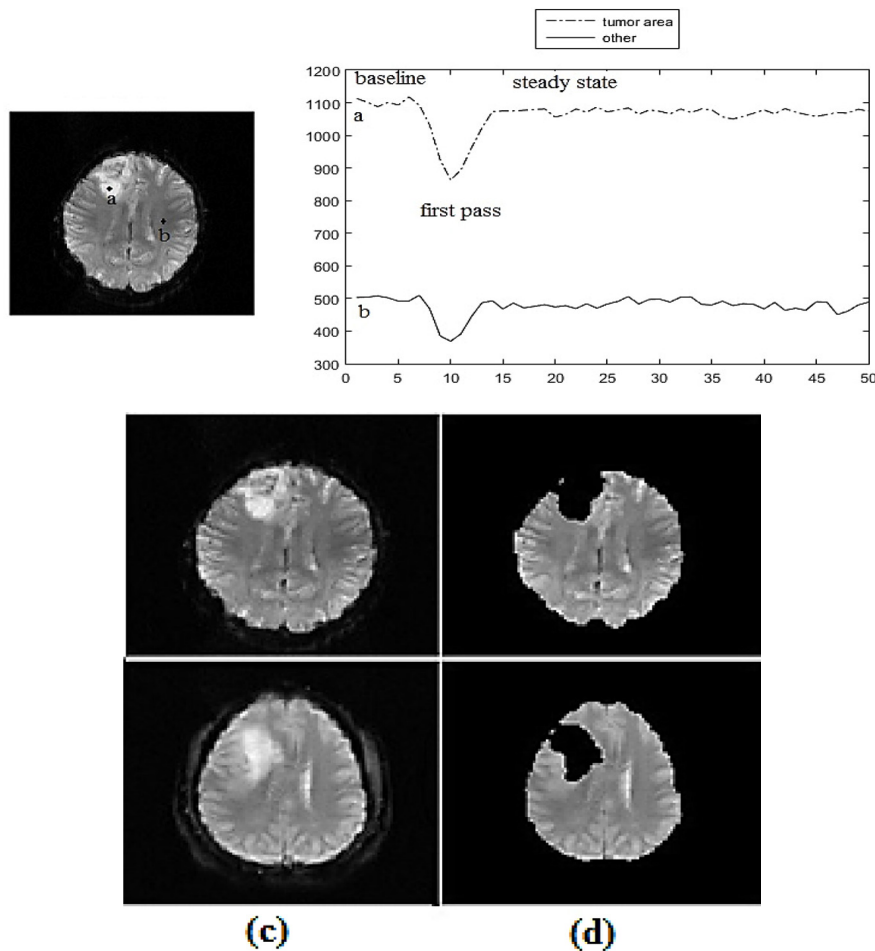 tumor area
other
1200
1100
1000
900
800
700
600
500
400
300
baseline
steady state
a
first pass
b
0
5
10
15
20
25
30
35
40
45
50
a
b
(c)
(d)